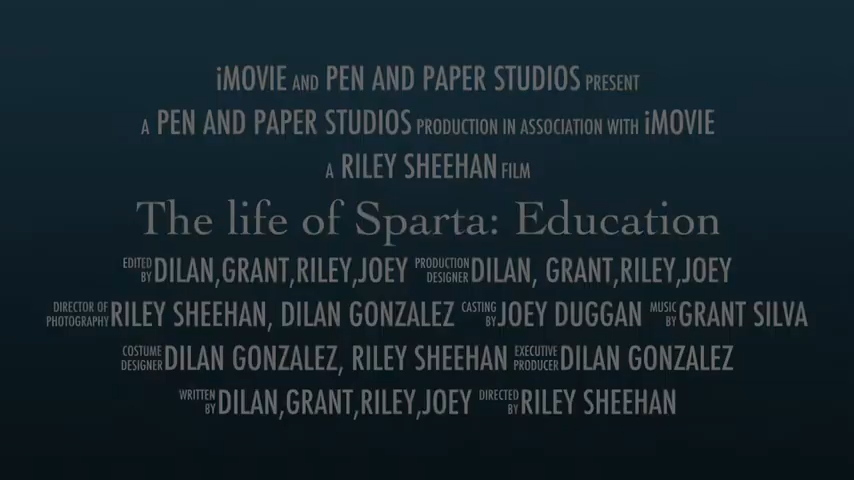 iMOVIE AND PEN AND PAPER STUDIOS PRESENT
A PEN AND PAPER STUDIOS PRODUCTION IN ASSOCIATION WITH iMOVIE
A RILEY SHEEHAN FILM
The life of Sparta: Education
EDITED BY DILAN,GRANT,RILEY,JOEY PRODUCTION DESIGNER DILAN, GRANT,RILEY,JOEY
DIRECTOR OF PHOTOGRAPHY RILEY SHEEHAN, DILAN GONZALEZ CASTING BY JOEY DUGGAN MUSIC BY GRANT SILVA
COSTUME DESIGNER DILAN GONZALEZ, RILEY SHEEHAN EXECUTIVE PRODUCER DILAN GONZALEZ
WRITTEN BY DILAN,GRANT,RILEY,JOEY DIRECTED BY RILEY SHEEHAN